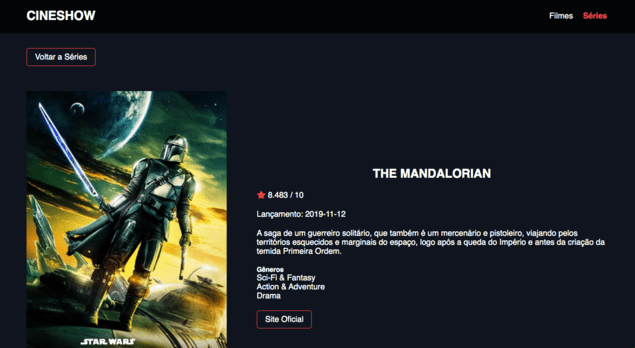 CINESHOW
Filmes
Séries
Voltar a Séries
THE MANDALORIAN
8.483 / 10
Lançamento: 2019-11-12
A saga de um guerreiro solitário, que também é um mercenário e pistoleiro, viajando pelos
territórios esquecidos e marginais do espaço, logo após a queda do Império e antes da criação da
temida Primeira Ordem.
Gêneros
Sci-Fi & Fantasy
Action & Adventure
Drama
Site Oficial
STAR WARS